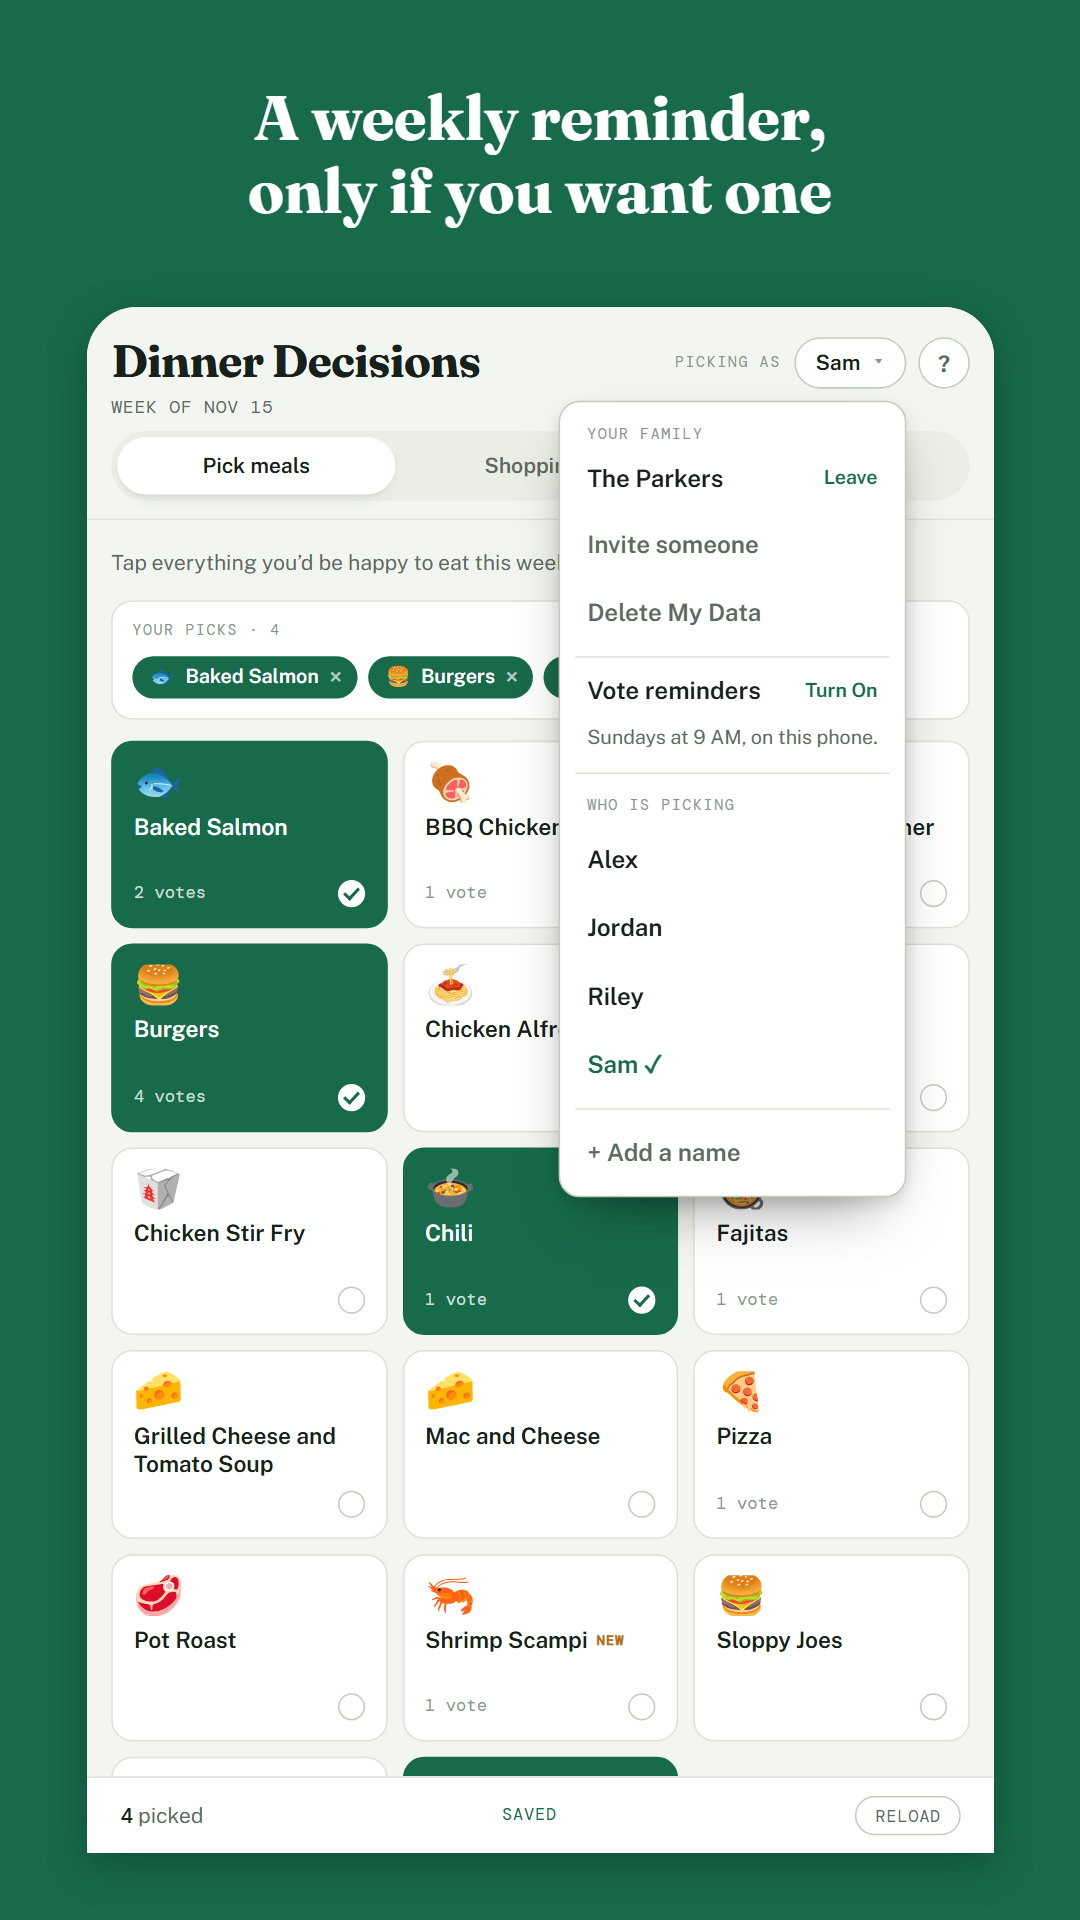 A weekly reminder,
only if you want one
Dinner Decisions
PICKING AS
Sam
?
WEEK OF NOV 15
Pick meals
YOUR FAMILY
The Parkers
Leave
Invite someone
Delete My Data
Vote reminders
Turn On
Sundays at 9 AM, on this phone.
WHO IS PICKING
Alex
Jordan
Riley
Sam ✓
+ Add a name
Tap everything you’d be happy to eat this
YOUR PICKS · 4
Baked Salmon ×
Burgers ×
Baked Salmon
2 votes
BBQ Chicken
1 vote
Burgers
4 votes
Chicken
Chicken Stir Fry
Chili
1 vote
Fajitas
1 vote
Grilled Cheese and
Tomato Soup
Mac and Cheese
Pizza
1 vote
Pot Roast
Shrimp Scampi NEW
1 vote
Sloppy Joes
4 picked
SAVED
RELOAD